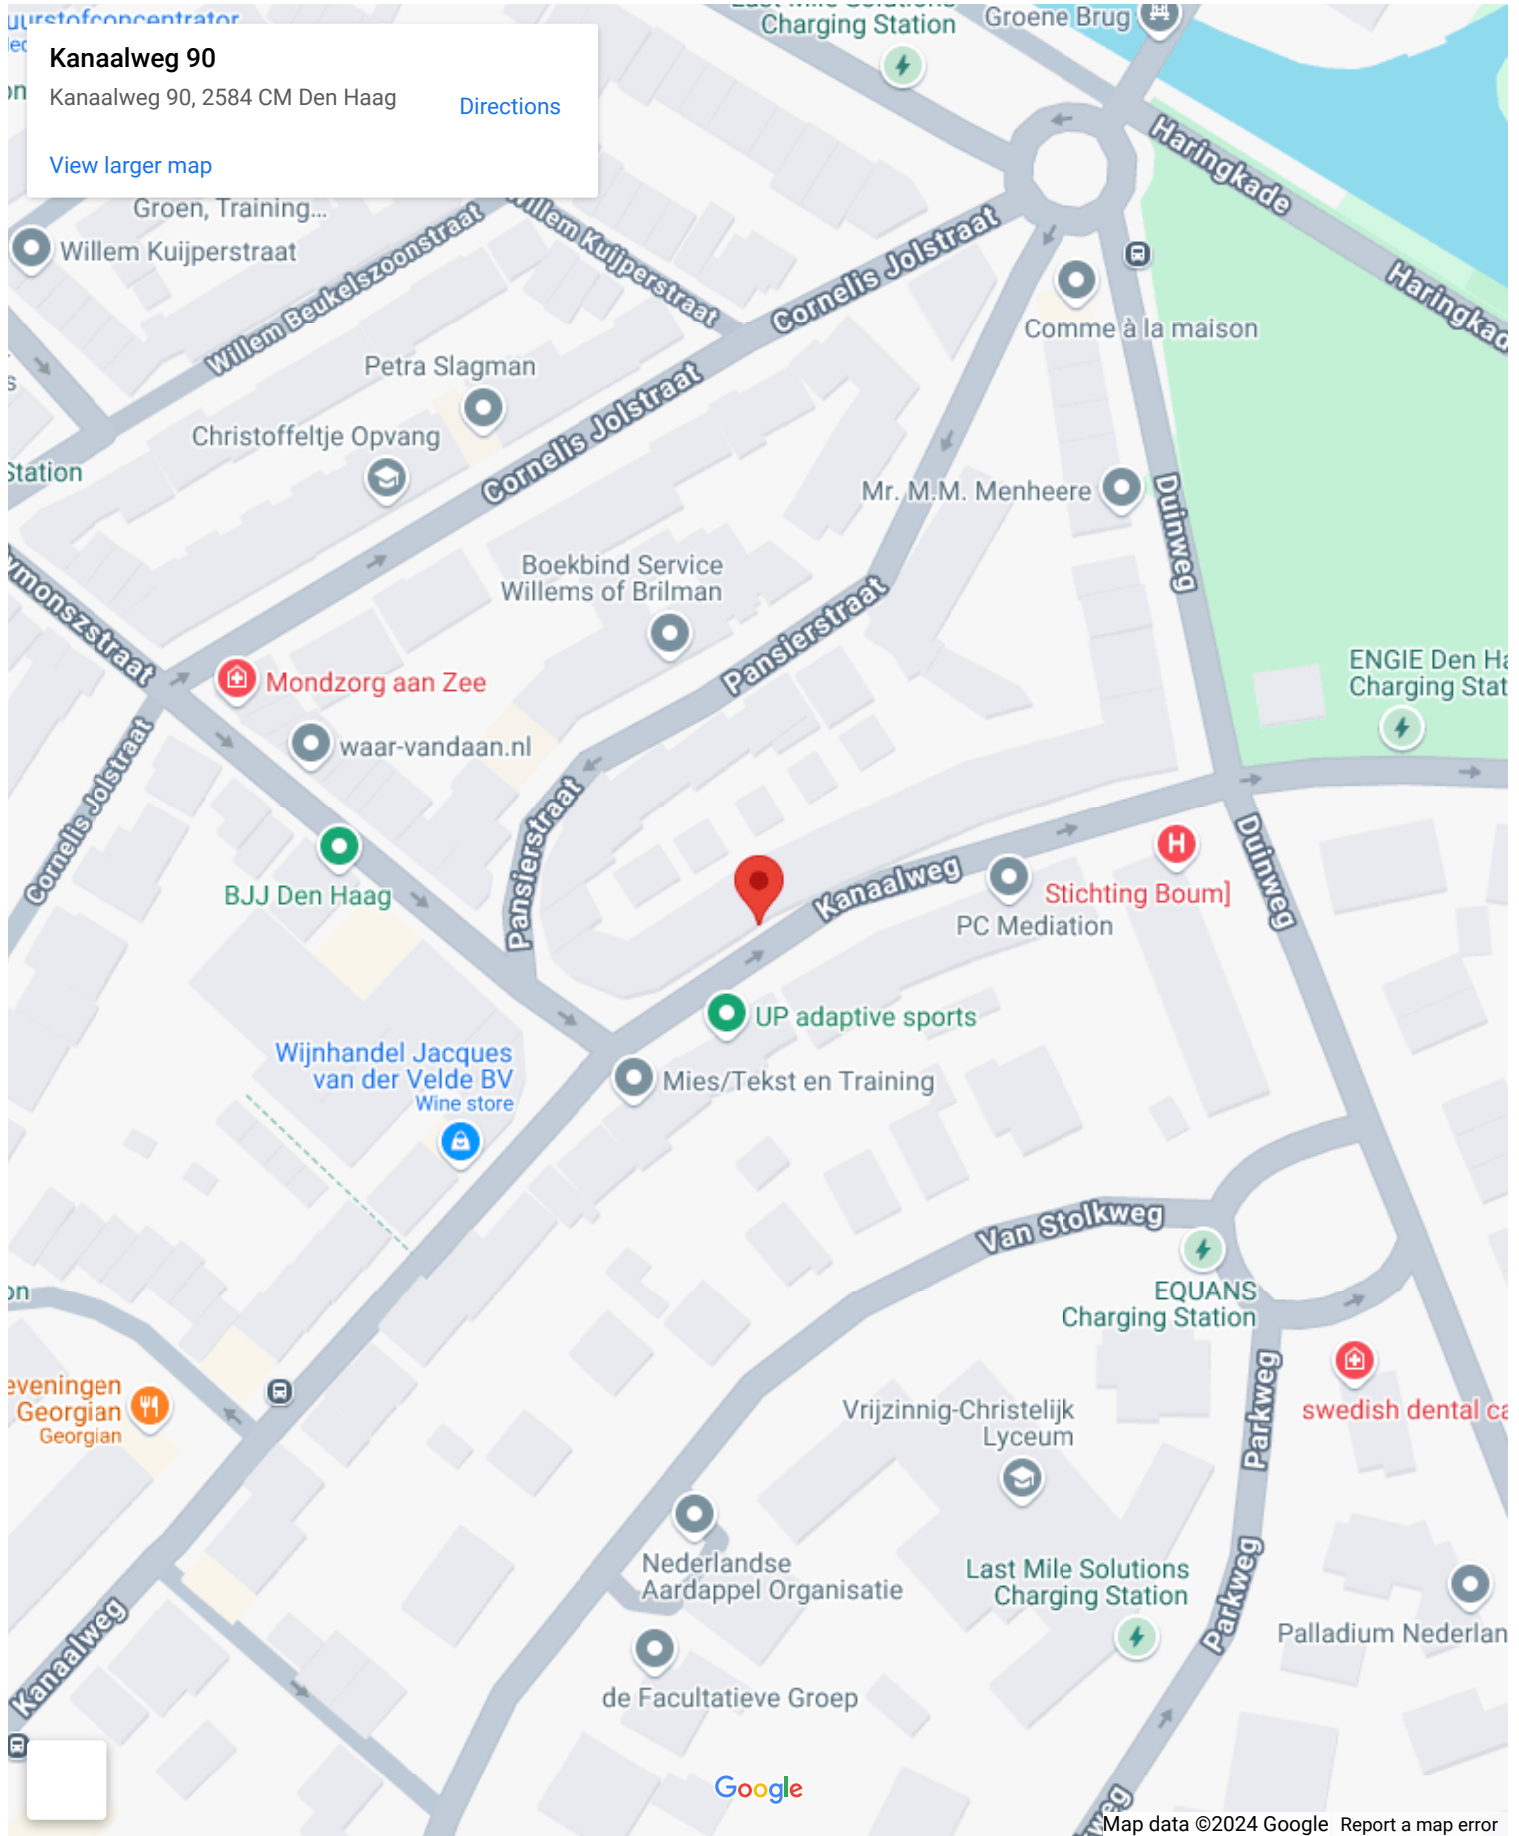 Kanaalweg 90
Kanaalweg 90, 2584 CM Den Haag
Directions
View larger map
Charging Station
Groene Brug
Haringkade
Haringkad
Groen, Training...
Willem Kuijperstraat
Willem Beukelszoonstraat
Willem Kuijperstraat
Cornelis Jolstraat
Comme à la maison
Petra Slagman
Christoffeltje Opvang
Cornelis Jolstraat
Station
Mr. M.M. Menheere
Duinweg
Boekbind Service
Willems of Brilman
ymonszstraat
Pansierstraat
ENGIE Den Ha
Charging Stat
Mondzorg aan Zee
waar-vandaan.nl
Cornelis Jolstraat
Pansierstraat
BJJ Den Haag
Kanaalweg
Stichting Boum]
PC Mediation
Duinweg
UP adaptive sports
Wijnhandel Jacques
van der Velde BV
Wine store
Mies/Tekst en Training
Van Stolkweg
EQUANS
Charging Station
on
eveningen
Georgian
Georgian
Vrijzinnig-Christelijk
Lyceum
Parkweg
swedish dental ca
Nederlandse
Aardappel Organisatie
Last Mile Solutions
Charging Station
Parkweg
Palladium Nederlan
Kanaalweg
de Facultatieve Groep
Google
Map data ©2024 Google
Report a map error